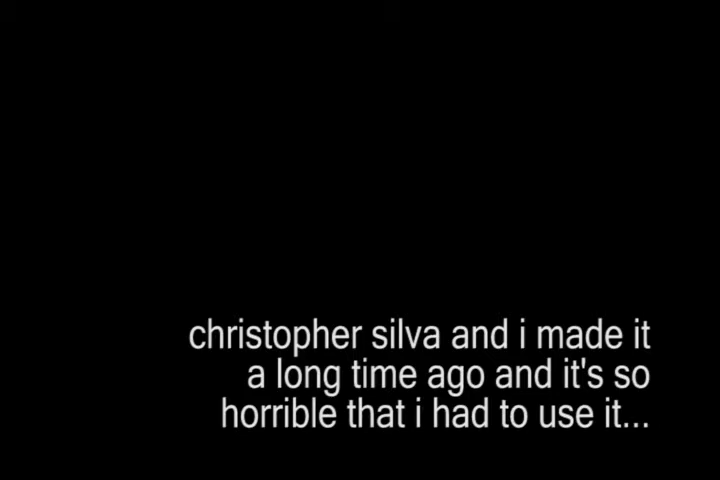 christopher silva and i made it
a long time ago and it's so
horrible that i had to use it...